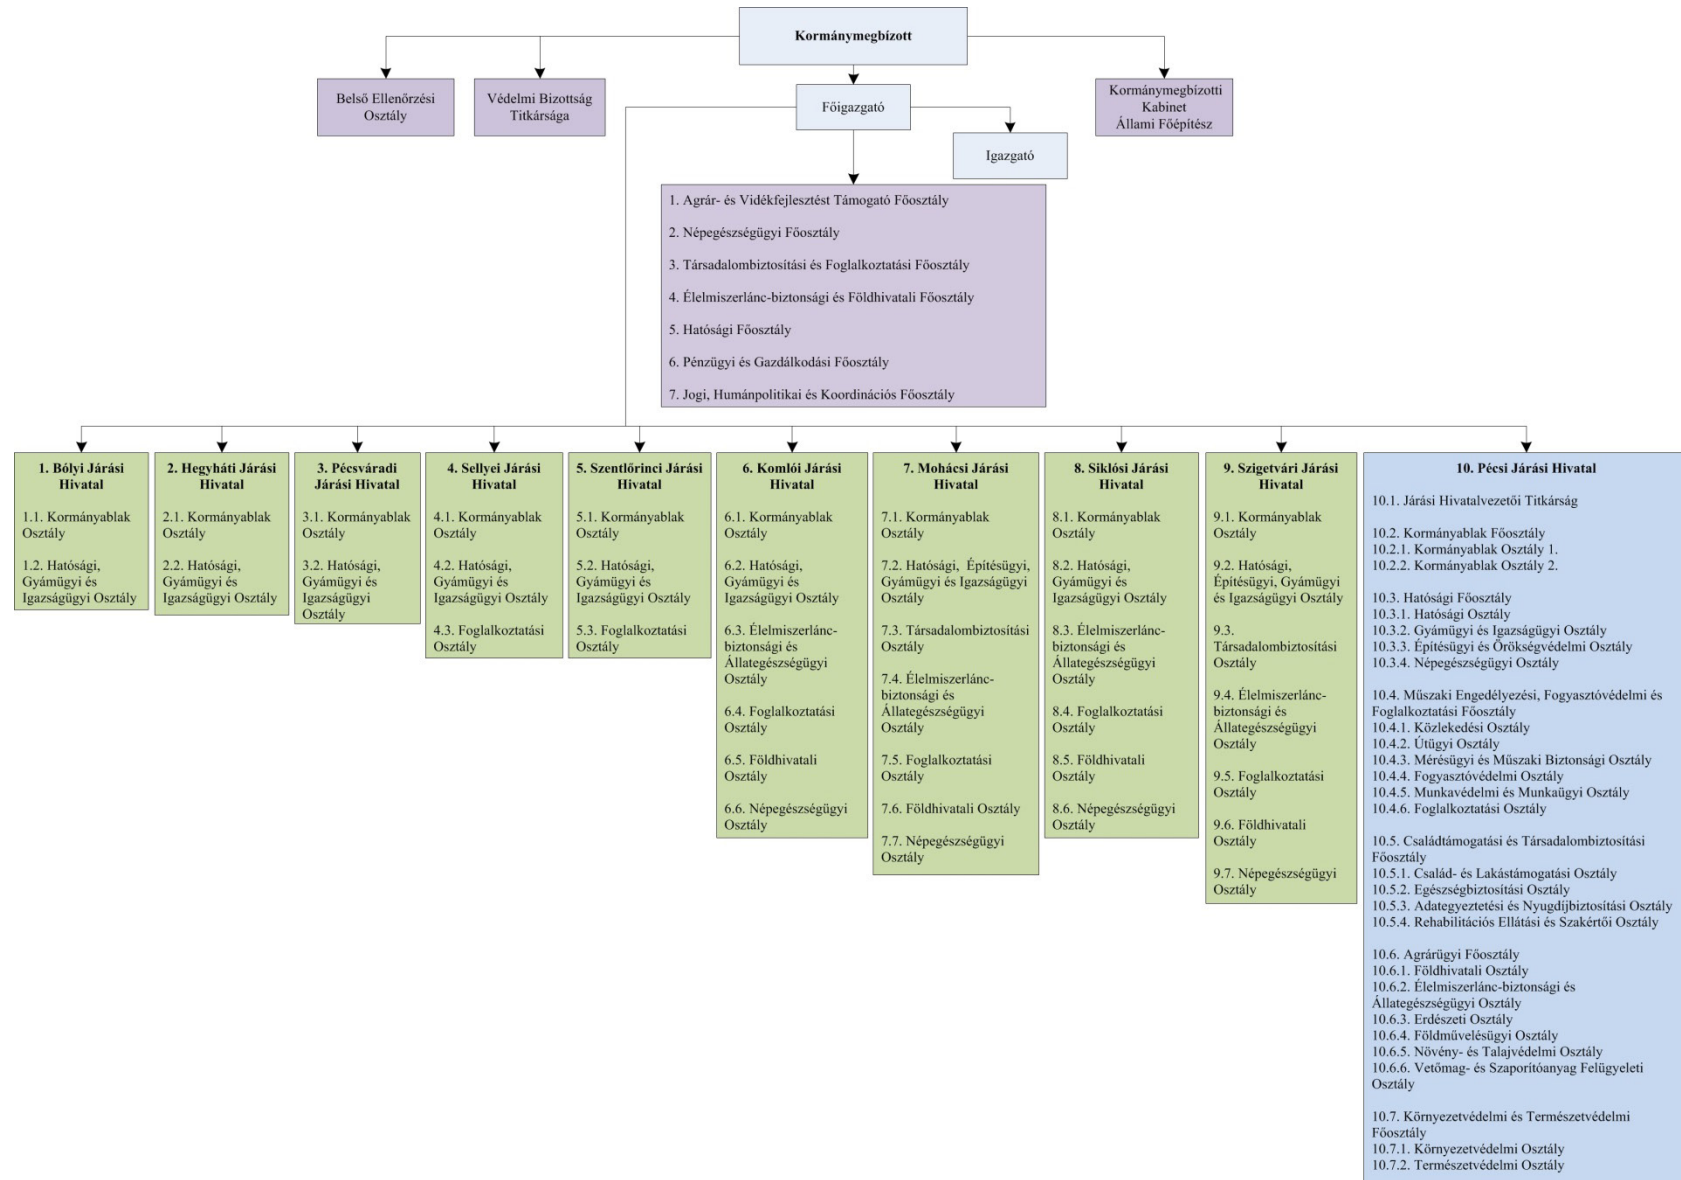 Kormánymegbízott
Belső Ellenőrzési
Osztály
Védelmi Bizottság
Titkársága
Főigazgató
Kormánymegbízotti
Kabinet
Állami Főépítész
Igazgató
1. Agrár- és Vidékfejlesztést Támogató Főosztály
2. Népegészségügyi Főosztály
3. Társadalombiztosítási és Foglalkoztatási Főosztály
4. Élelmiszerlánc-biztonsági és Földhivatali Főosztály
5. Hatósági Főosztály
6. Pénzügyi és Gazdálkodási Főosztály
7. Jogi, Humánpolitikai és Koordinációs Főosztály
1. Bólyi Járási
Hivatal
1.1. Kormányablak
Osztály
1.2. Hatósági,
Gyámügyi és
Igazságügyi Osztály
2. Hegyháti Járási
Hivatal
2.1. Kormányablak
Osztály
2.2. Hatósági,
Gyámügyi és
Igazságügyi Osztály
3. Pécsváradi
Járási Hivatal
3.1. Kormányablak
Osztály
3.2. Hatósági,
Gyámügyi és
Igazságügyi
Osztály
4. Sellyei Járási
Hivatal
4.1. Kormányablak
Osztály
4.2. Hatósági,
Gyámügyi és
Igazságügyi Osztály
4.3. Foglalkoztatási
Osztály
5. Szentlőrinci Járási
Hivatal
5.1. Kormányablak
Osztály
5.2. Hatósági,
Gyámügyi és
Igazságügyi Osztály
5.3. Foglalkoztatási
Osztály
6. Komlói Járási
Hivatal
6.1. Kormányablak
Osztály
6.2. Hatósági,
Gyámügyi és
Igazságügyi Osztály
6.3. Élelmiszerlánc-
biztonsági és
Állategészségügyi
Osztály
6.4. Foglalkoztatási
Osztály
6.5. Földhivatali
Osztály
6.6. Népegészségügyi
Osztály
7. Mohácsi Járási
Hivatal
7.1. Kormányablak
Osztály
7.2. Hatósági, Építésügyi,
Gyámügyi és Igazságügyi
Osztály
7.3. Társadalombiztosítási
Osztály
7.4. Élelmiszerlánc-
biztonsági és
Állategészségügyi
Osztály
7.5. Foglalkoztatási
Osztály
7.6. Földhivatali Osztály
7.7. Népegészségügyi
Osztály
8. Siklósi Járási
Hivatal
8.1. Kormányablak
Osztály
8.2. Hatósági,
Gyámügyi és
Igazságügyi Osztály
8.3. Élelmiszerlánc-
biztonsági és
Állategészségügyi
Osztály
8.4. Foglalkoztatási
Osztály
8.5. Földhivatali
Osztály
8.6. Népegészségügyi
Osztály
9. Szigetvári Járási
Hivatal
9.1. Kormányablak
Osztály
9.2. Hatósági,
Építésügyi, Gyámügyi
és Igazságügyi Osztály
9.3.
Társadalombiztosítási
Osztály
9.4. Élelmiszerlánc-
biztonsági és
Állategészségügyi
Osztály
9.5. Foglalkoztatási
Osztály
9.6. Földhivatali
Osztály
9.7. Népegészségügyi
Osztály
10. Pécsi Járási Hivatal
10.1. Járási Hivatalvezetői Titkárság
10.2. Kormányablak Főosztály
10.2.1. Kormányablak Osztály 1.
10.2.2. Kormányablak Osztály 2.
10.3. Hatósági Főosztály
10.3.1. Hatósági Osztály
10.3.2. Gyámügyi és Igazságügyi Osztály
10.3.3. Építésügyi és Örökségvédelmi Osztály
10.3.4. Népegészségügyi Osztály
10.4. Műszaki Engedélyezési, Fogyasztóvédelmi és
Foglalkoztatási Főosztály
10.4.1. Közlekedési Osztály
10.4.2. Útügyi Osztály
10.4.3. Mérésügyi és Műszaki Biztonsági Osztály
10.4.4. Fogyasztóvédelmi Osztály
10.4.5. Munkavédelmi és Munkaügyi Osztály
10.4.6. Foglalkoztatási Osztály
10.5. Családtámogatási és Társadalombiztosítási
Főosztály
10.5.1. Család- és Lakástámogatási Osztály
10.5.2. Egészségbiztosítási Osztály
10.5.3. Adategyeztetési és Nyugdíjbiztosítási Osztály
10.5.4. Rehabilitációs Ellátási és Szakértői Osztály
10.6. Agrárügyi Főosztály
10.6.1. Földhivatali Osztály
10.6.2. Élelmiszerlánc-biztonsági és
Állategészségügyi Osztály
10.6.3. Erdészeti Osztály
10.6.4. Földművelésügyi Osztály
10.6.5. Növény- és Talajvédelmi Osztály
10.6.6. Vetőmag- és Szaporítóanyag Felügyeleti
Osztály
10.7. Környezetvédelmi és Természetvédelmi
Főosztály
10.7.1. Környezetvédelmi Osztály
10.7.2. Természetvédelmi Osztály